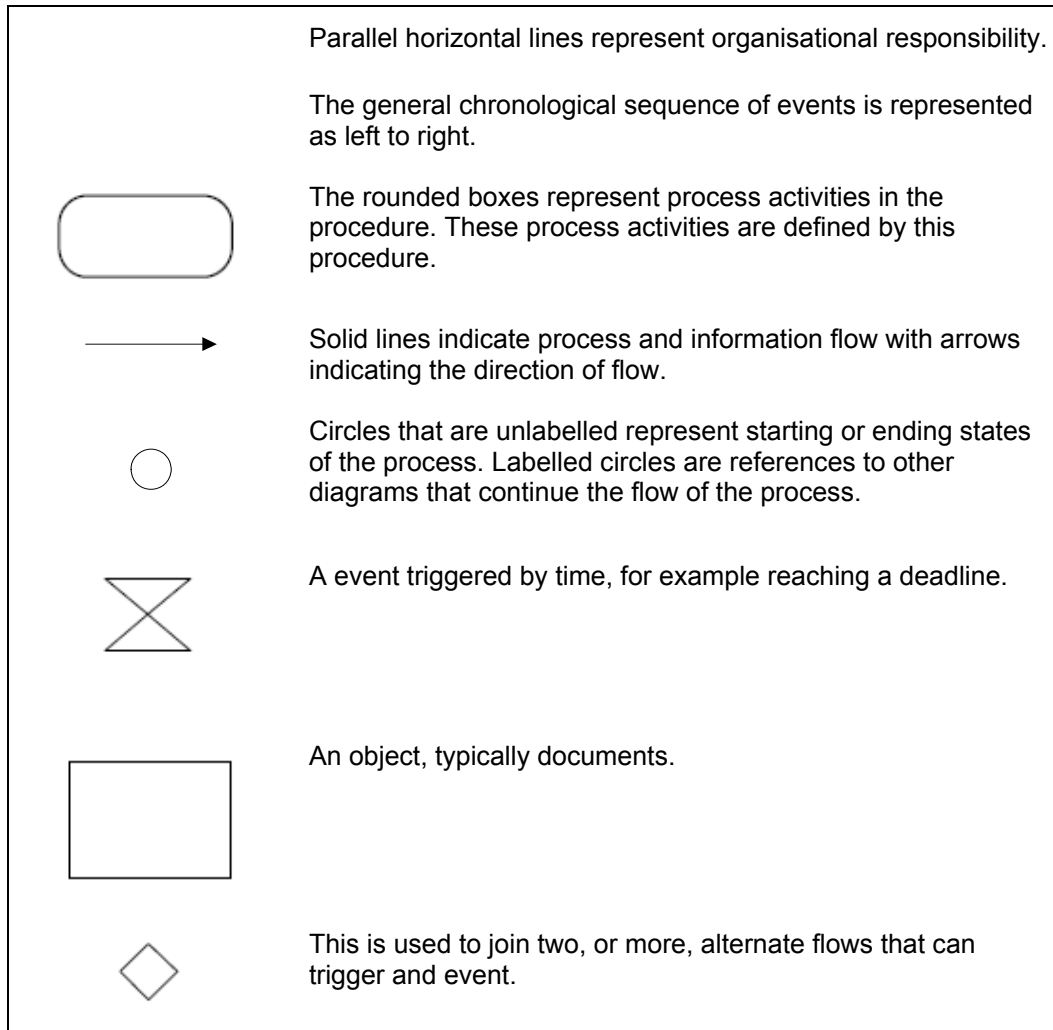 Parallel horizontal lines represent organisational responsibility.
The general chronological sequence of events is represented
as left to right.
The rounded boxes represent process activities in the
procedure. These process activities are defined by this
procedure.
Solid lines indicate process and information flow with arrows
indicating the direction of flow.
Circles that are unlabelled represent starting or ending states
of the process. Labelled circles are references to other
diagrams that continue the flow of the process.
A event triggered by time, for example reaching a deadline.
An object, typically documents.
This is used to join two, or more, alternate flows that can
trigger and event.